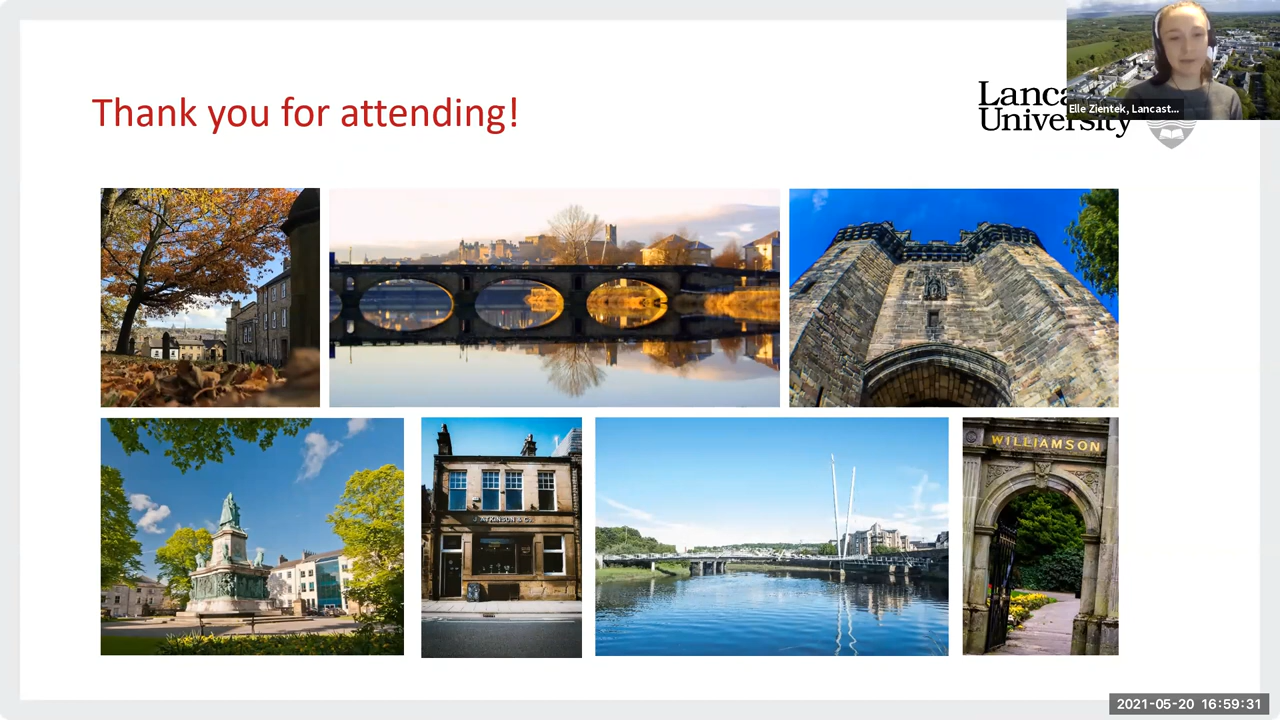 Thank you for attending!
Lanca
University
Elle Zientek, Lancast...
J. ATKINSON & Co.
WILLIAMSON
2021-05-20 16:59:31